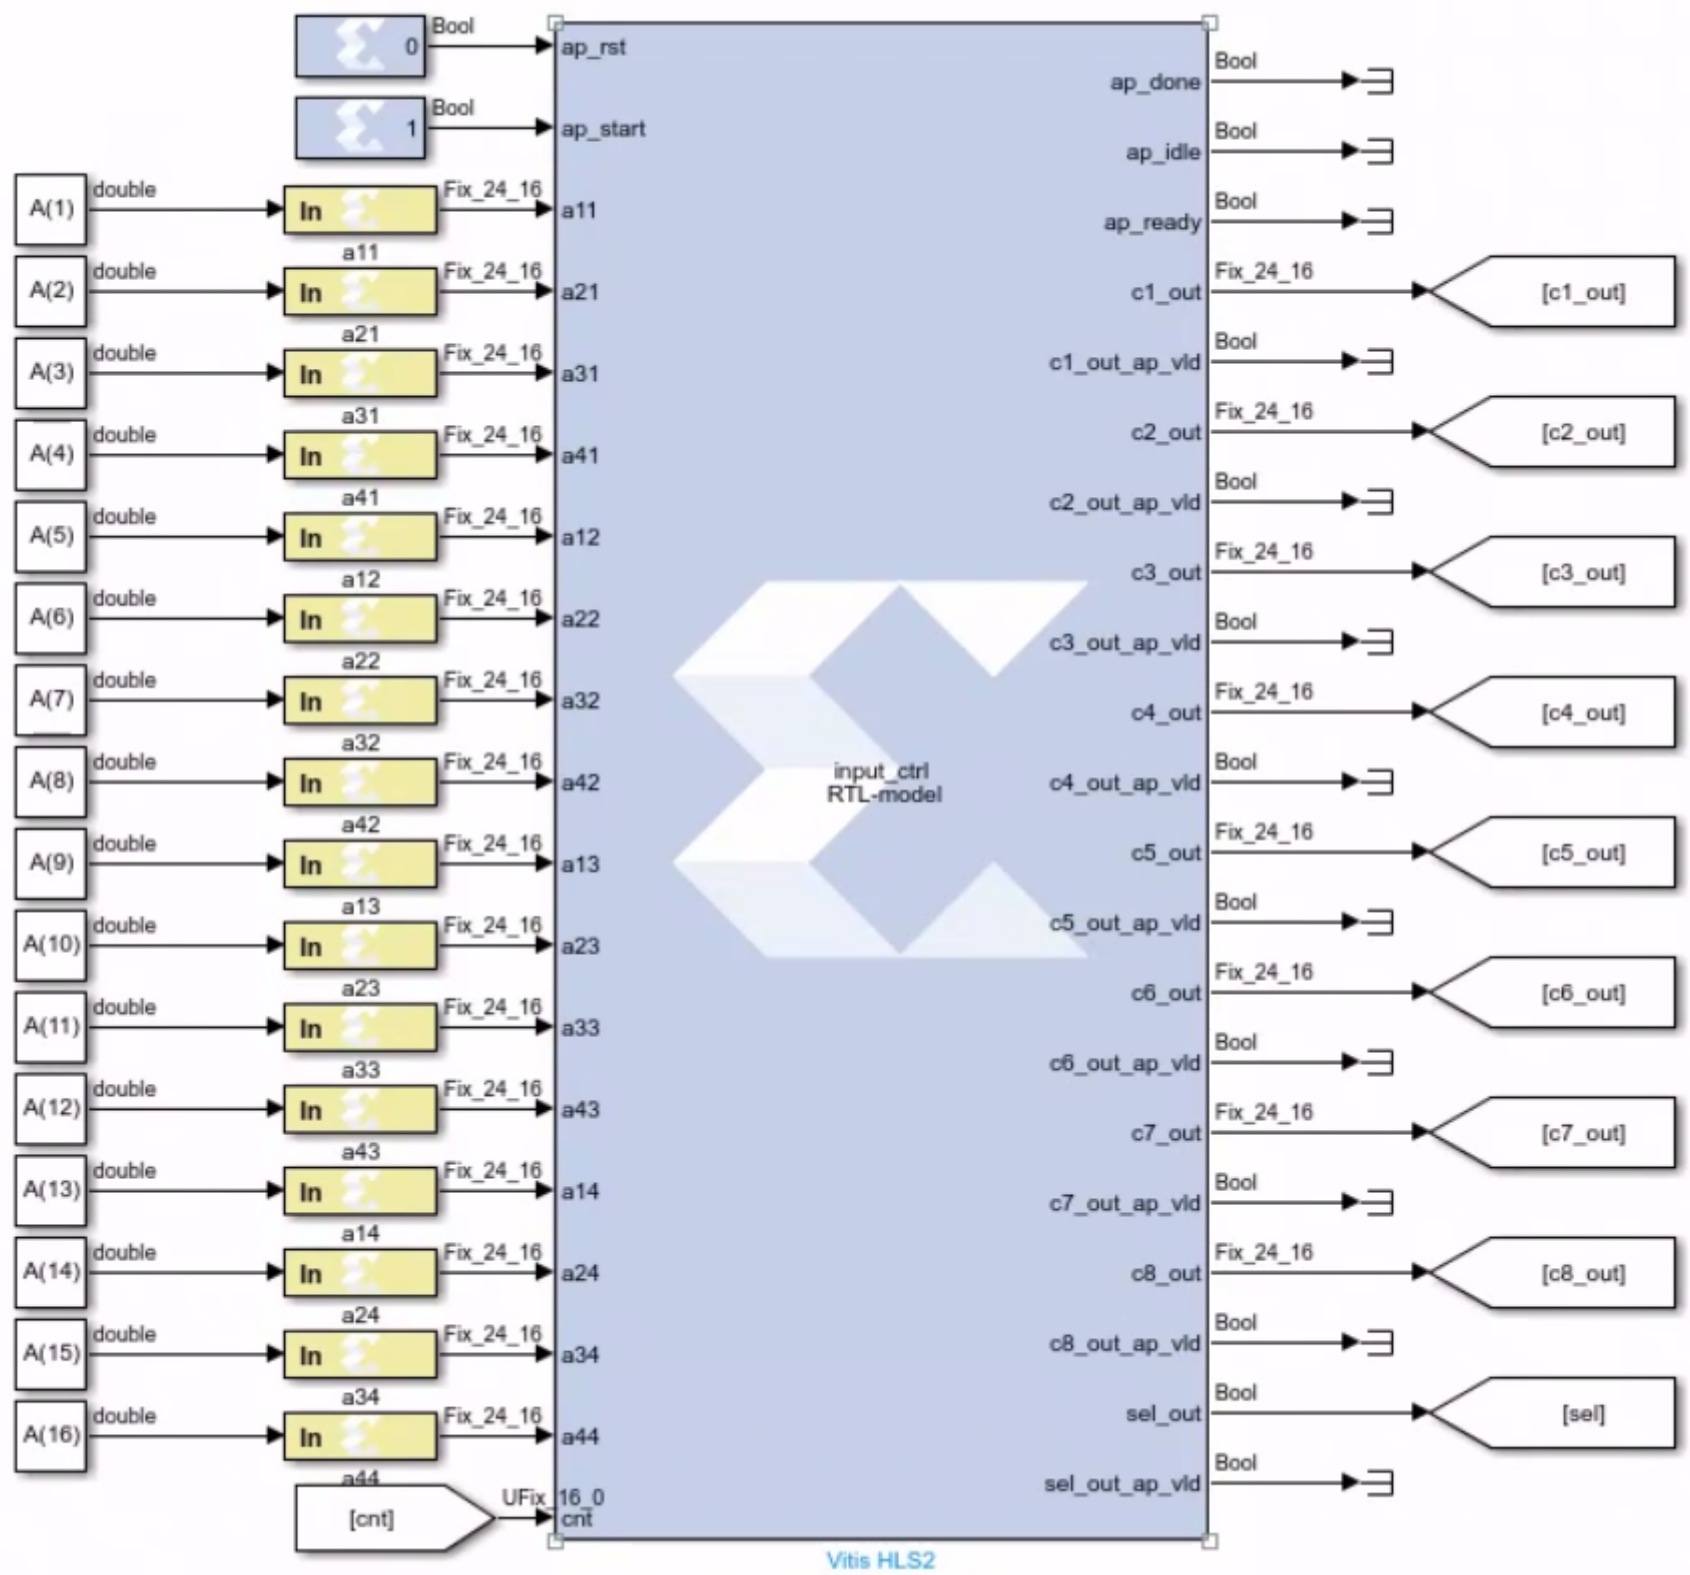 0
Bool
ap_rst
1
Bool
ap_start
A(1)
double
In
a11
Fix_24_16
a11
A(2)
double
In
a21
Fix_24_16
a21
A(3)
double
In
a31
Fix_24_16
a31
A(4)
double
In
a41
Fix_24_16
a41
A(5)
double
In
a12
Fix_24_16
a12
A(6)
double
In
a22
Fix_24_16
a22
A(7)
double
In
a32
Fix_24_16
a32
A(8)
double
In
a42
Fix_24_16
a42
A(9)
double
In
a13
Fix_24_16
a13
A(10)
double
In
a23
Fix_24_16
a23
A(11)
double
In
a33
Fix_24_16
a33
A(12)
double
In
a43
Fix_24_16
a43
A(13)
double
In
a14
Fix_24_16
a14
A(14)
double
In
a24
Fix_24_16
a24
A(15)
double
In
a34
Fix_24_16
a34
A(16)
double
In
a44
Fix_24_16
a44
[cnt]
UFix_16_0
cnt
input_ctrl
RTL-model
ap_done
Bool
ap_idle
Bool
ap_ready
Bool
c1_out
Fix_24_16
[c1_out]
c1_out_ap_vld
Bool
c2_out
Fix_24_16
[c2_out]
c2_out_ap_vld
Bool
c3_out
Fix_24_16
[c3_out]
c3_out_ap_vld
Bool
c4_out
Fix_24_16
[c4_out]
c4_out_ap_vld
Bool
c5_out
Fix_24_16
[c5_out]
c5_out_ap_vld
Bool
c6_out
Fix_24_16
[c6_out]
c6_out_ap_vld
Bool
c7_out
Fix_24_16
[c7_out]
c7_out_ap_vld
Bool
c8_out
Fix_24_16
[c8_out]
c8_out_ap_vld
Bool
sel_out
Bool
[sel]
sel_out_ap_vld
Bool
Vitis HLS2